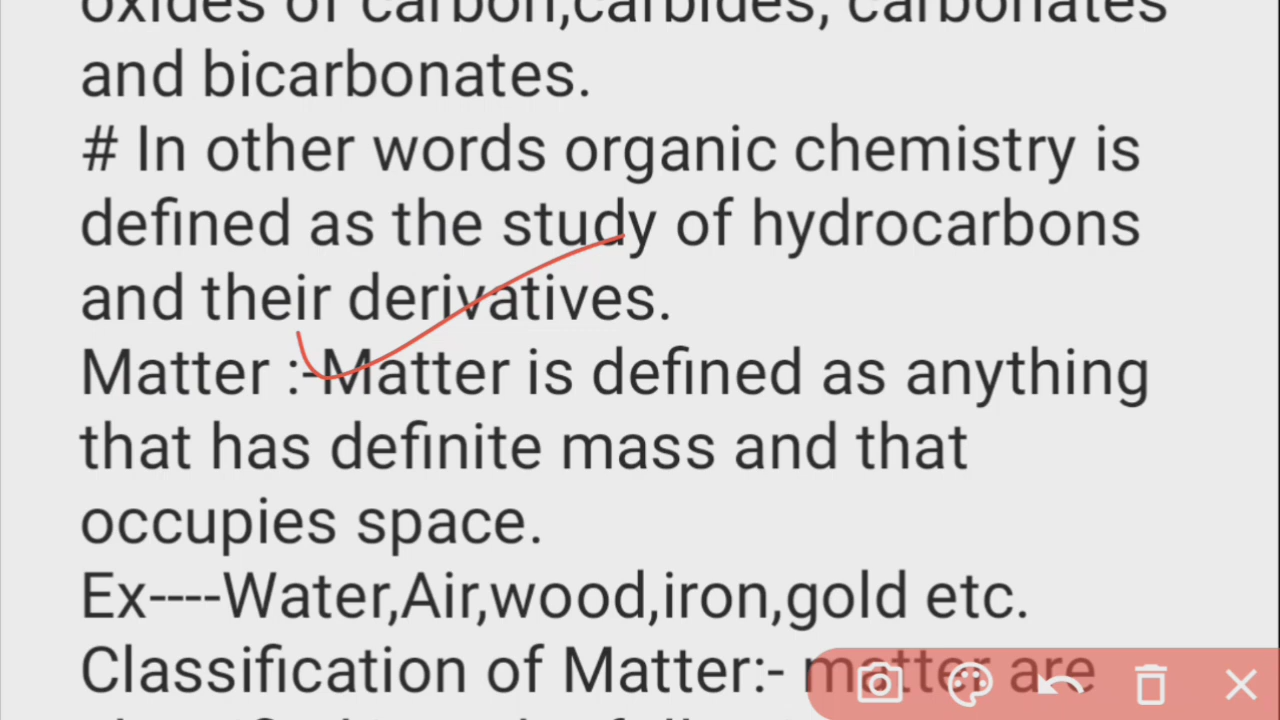 oxides of carbon,carbides, carbonates
and bicarbonates.
# In other words organic chemistry is
defined as the study of hydrocarbons
and their derivatives.
Matter :-Matter is defined as anything
that has definite mass and that
occupies space.
Ex----Water,Air,wood,iron,gold etc.
Classification of Matter:- matter are